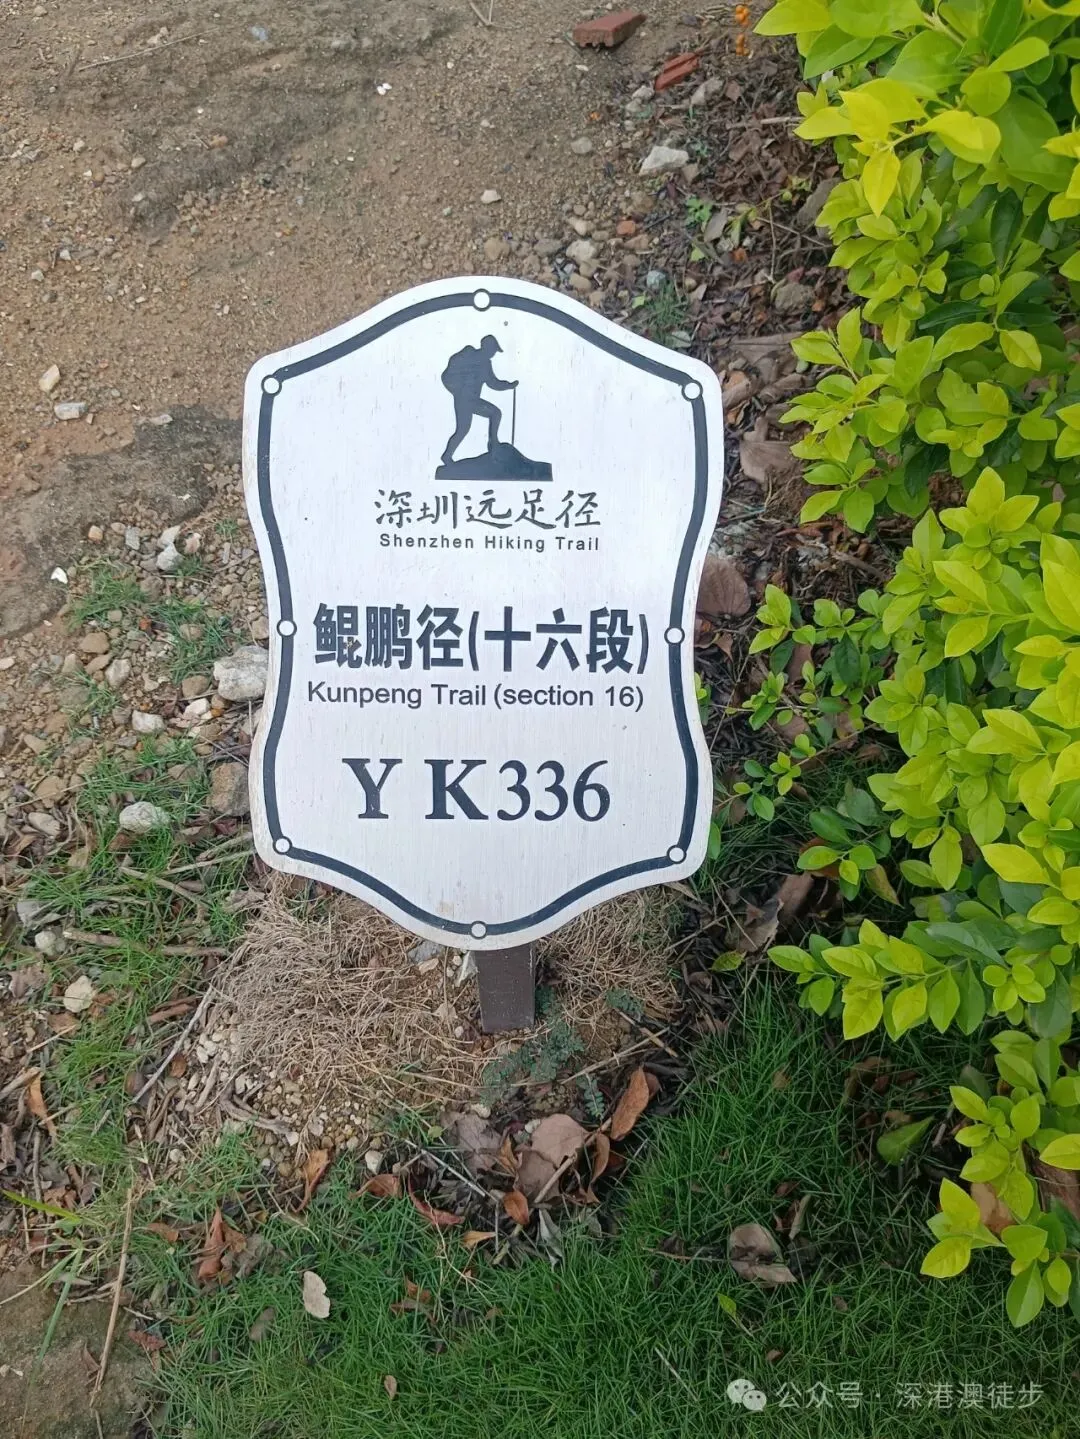 深圳远足径
Shenzhen Hiking Trail
鲲鹏径(十六段)
Kunpeng Trail (section 16)
Y K336
公众号 · 深港澳徒步